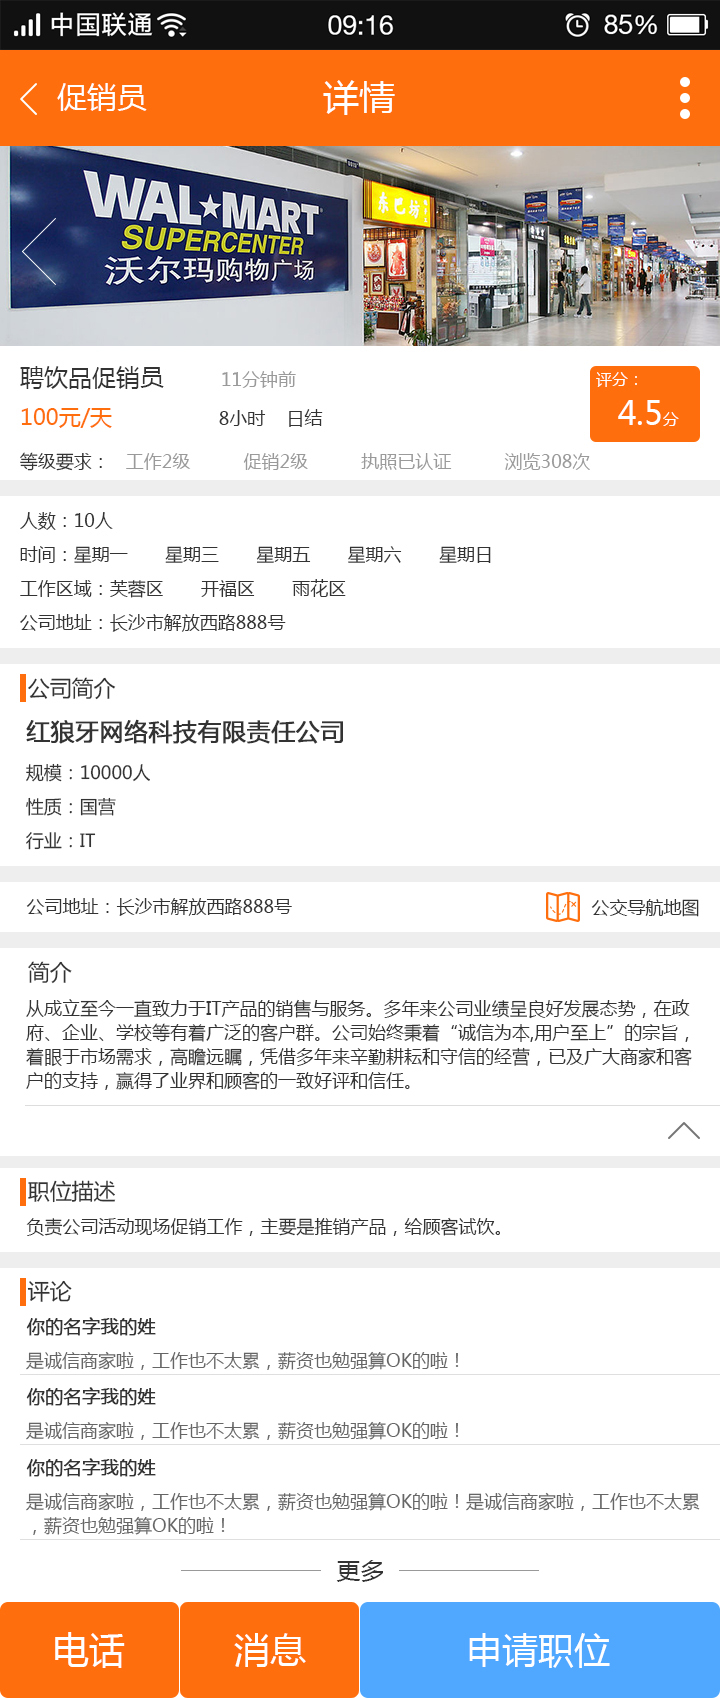 中国联通 09:16 85%
促销员 详情
WAL★MART
SUPERCENTER
沃尔玛购物广场
东巴坊
聘饮品促销员 11分钟前 评分：
100元/天 8小时 日结 4.5分
等级要求： 工作2级 促销2级 执照已认证 浏览308次
人数：10人
时间：星期一 星期三 星期五 星期六 星期日
工作区域：芙蓉区 开福区 雨花区
公司地址：长沙市解放西路888号
公司简介
红狼牙网络科技有限责任公司
规模：10000人
性质：国营
行业：IT
公司地址：长沙市解放西路888号 公交导航地图
简介
从成立至今一直致力于IT产品的销售与服务。多年来公司业绩呈良好发展态势，在政
府、企业、学校等有着广泛的客户群。公司始终秉着“诚信为本,用户至上”的宗旨，
着眼于市场需求，高瞻远瞩，凭借多年来辛勤耕耘和守信的经营，已及广大商家和客
户的支持，赢得了业界和顾客的一致好评和信任。
职位描述
负责公司活动现场促销工作，主要是推销产品，给顾客试饮。
评论
你的名字我的姓
是诚信商家啦，工作也不太累，薪资也勉强算OK的啦！
你的名字我的姓
是诚信商家啦，工作也不太累，薪资也勉强算OK的啦！
你的名字我的姓
是诚信商家啦，工作也不太累，薪资也勉强算OK的啦！是诚信商家啦，工作也不太累
，薪资也勉强算OK的啦！
更多
电话 消息 申请职位